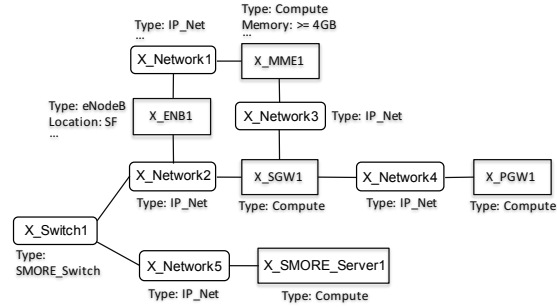 Type: IP_Net
...
Type: Compute
Memory: >= 4GB
...
X_Network1
X_MME1
Type: eNodeB
Location: SF
...
X_ENB1
X_Network3
Type: IP_Net
X_Network2
X_SGW1
X_Network4
X_PGW1
Type: IP_Net
Type: Compute
Type: IP_Net
Type: Compute
X_Switch1
Type:
SMORE_Switch
X_Network5
X_SMORE_Server1
Type: IP_Net
Type: Compute